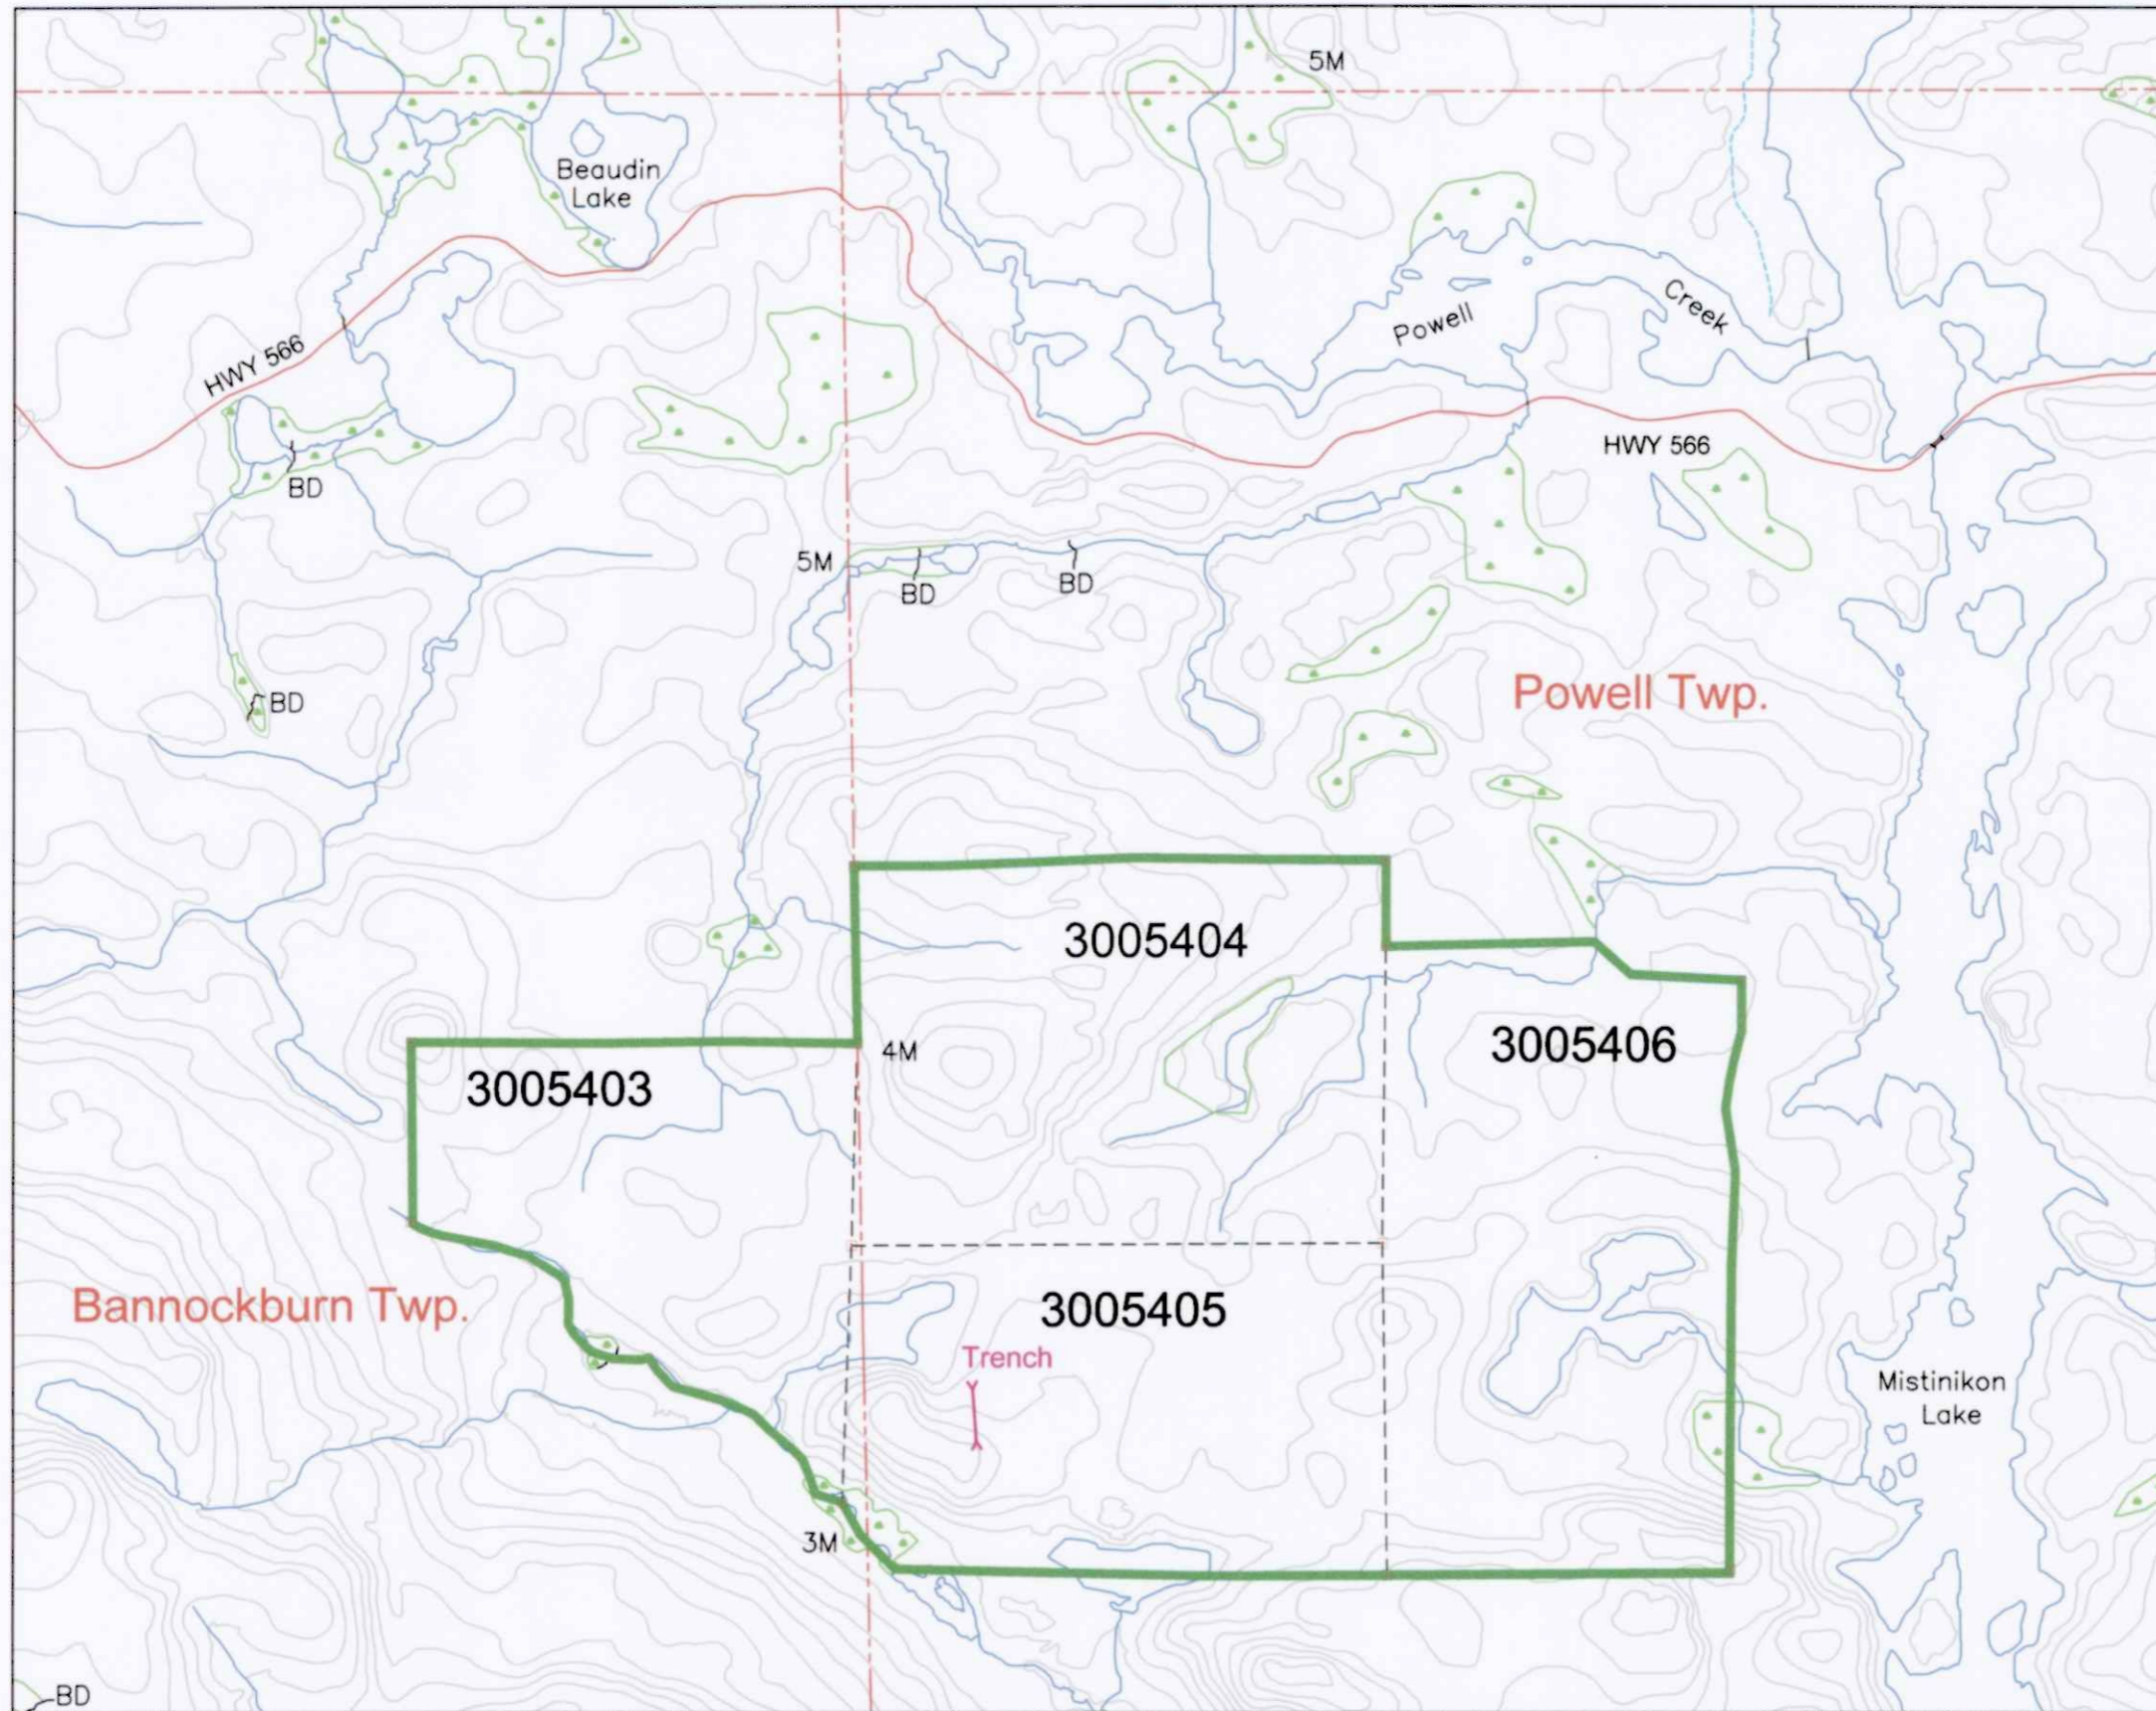 5M
Beaudin
Lake
Powell
Creek
HWY 566
HWY 566
BD
5M
BD
BD
BD
Powell Twp.
3005404
3005406
4M
3005403
Bannockburn Twp.
3005405
Trench
Mistinikon
Lake
3M
BD